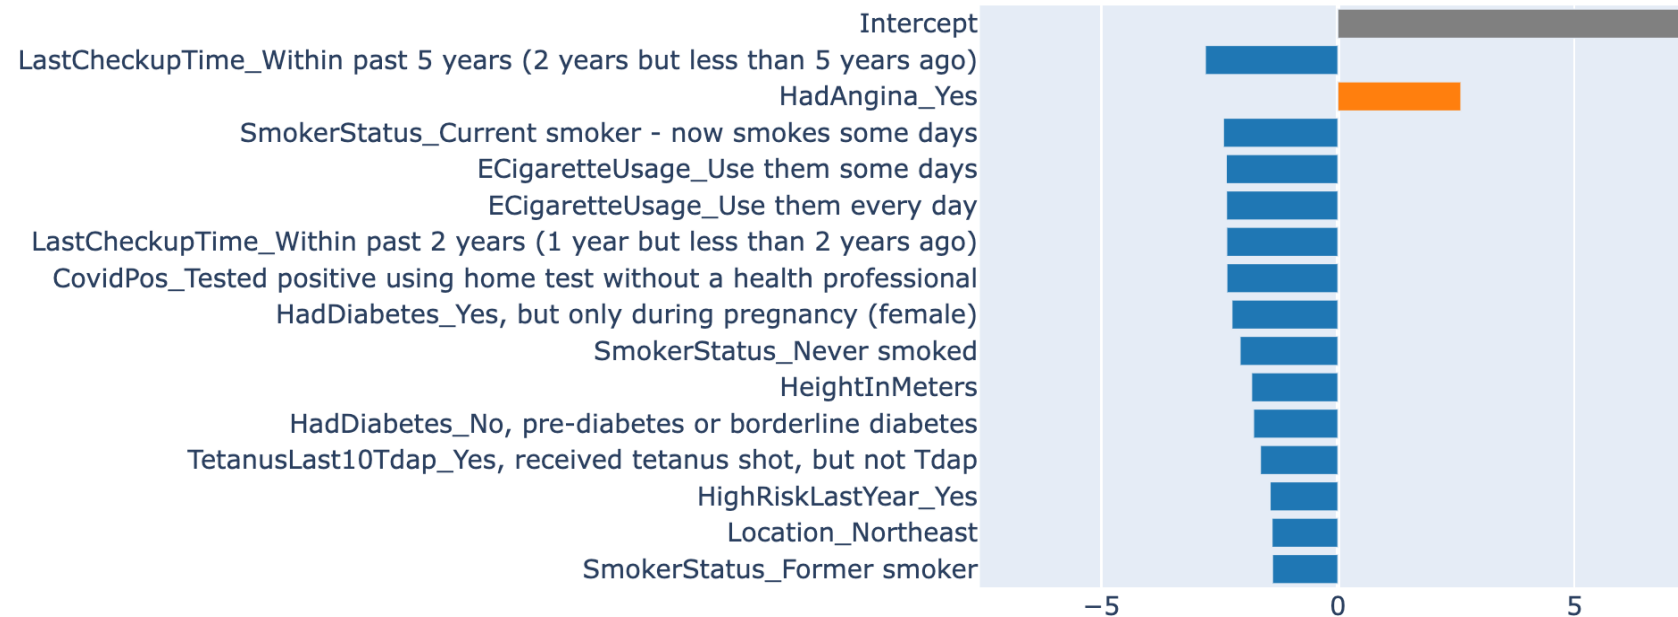 Intercept
LastCheckupTime_Within past 5 years (2 years but less than 5 years ago)
HadAngina_Yes
SmokerStatus_Current smoker - now smokes some days
ECigaretteUsage_Use them some days
ECigaretteUsage_Use them every day
LastCheckupTime_Within past 2 years (1 year but less than 2 years ago)
CovidPos_Tested positive using home test without a health professional
HadDiabetes_Yes, but only during pregnancy (female)
SmokerStatus_Never smoked
HeightInMeters
HadDiabetes_No, pre-diabetes or borderline diabetes
TetanusLast10Tdap_Yes, received tetanus shot, but not Tdap
HighRiskLastYear_Yes
Location_Northeast
SmokerStatus_Former smoker
−5 0 5